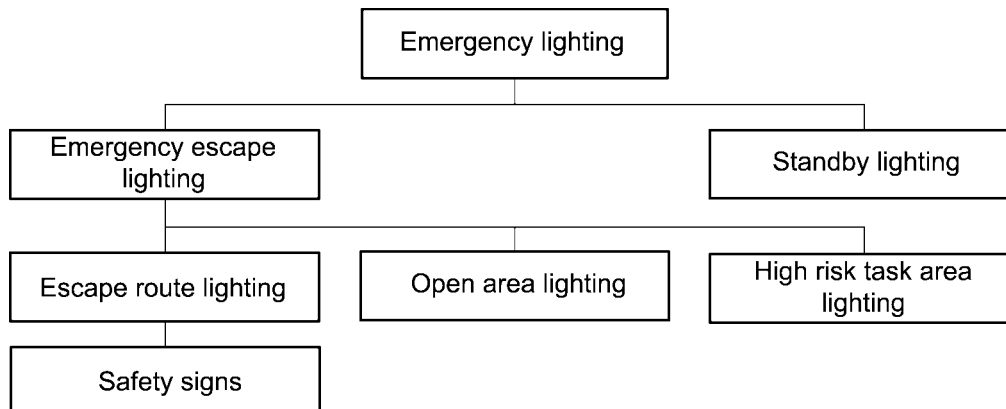 Emergency lighting
Emergency escape
lighting
Standby lighting
Escape route lighting
Open area lighting
High risk task area
lighting
Safety signs